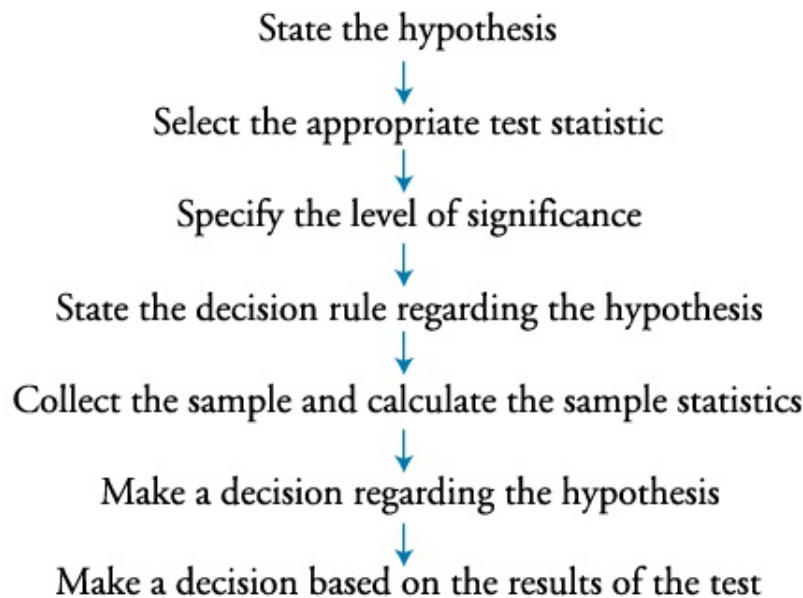 State the hypothesis
Select the appropriate test statistic
Specify the level of significance
State the decision rule regarding the hypothesis
Collect the sample and calculate the sample statistics
Make a decision regarding the hypothesis
Make a decision based on the results of the test